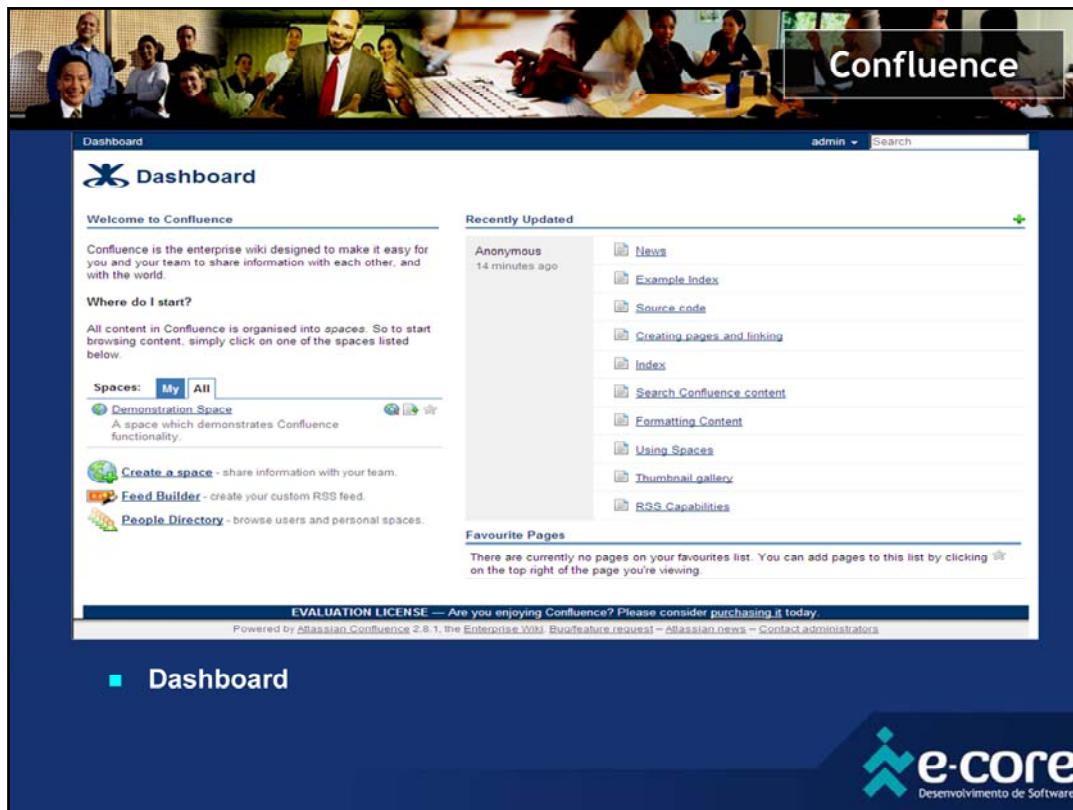 Confluence
Dashboard
admin
Search
Dashboard
Welcome to Confluence
Confluence is the enterprise wiki designed to make it easy for
you and your team to share information with each other, and
with the world.
Where do I start?
All content in Confluence is organised into spaces. So to start
browsing content, simply click on one of the spaces listed
below.
Spaces: My All
Demonstration Space
A space which demonstrates Confluence
functionality.
Create a space - share information with your team.
Feed Builder - create your custom RSS feed.
People Directory - browse users and personal spaces.
Recently Updated
Anonymous
14 minutes ago
News
Example Index
Source code
Creating pages and linking
Index
Search Confluence content
Formatting Content
Using Spaces
Thumbnail gallery
RSS Capabilities
Favourite Pages
There are currently no pages on your favourites list. You can add pages to this list by clicking
on the top right of the page you're viewing.
EVALUATION LICENSE — Are you enjoying Confluence? Please consider purchasing it today.
Powered by Atlassian Confluence 2.8.1, the Enterprise Wiki. Bug/feature request – Atlassian news – Contact administrators
Dashboard
e-core
Desenvolvimento de Software